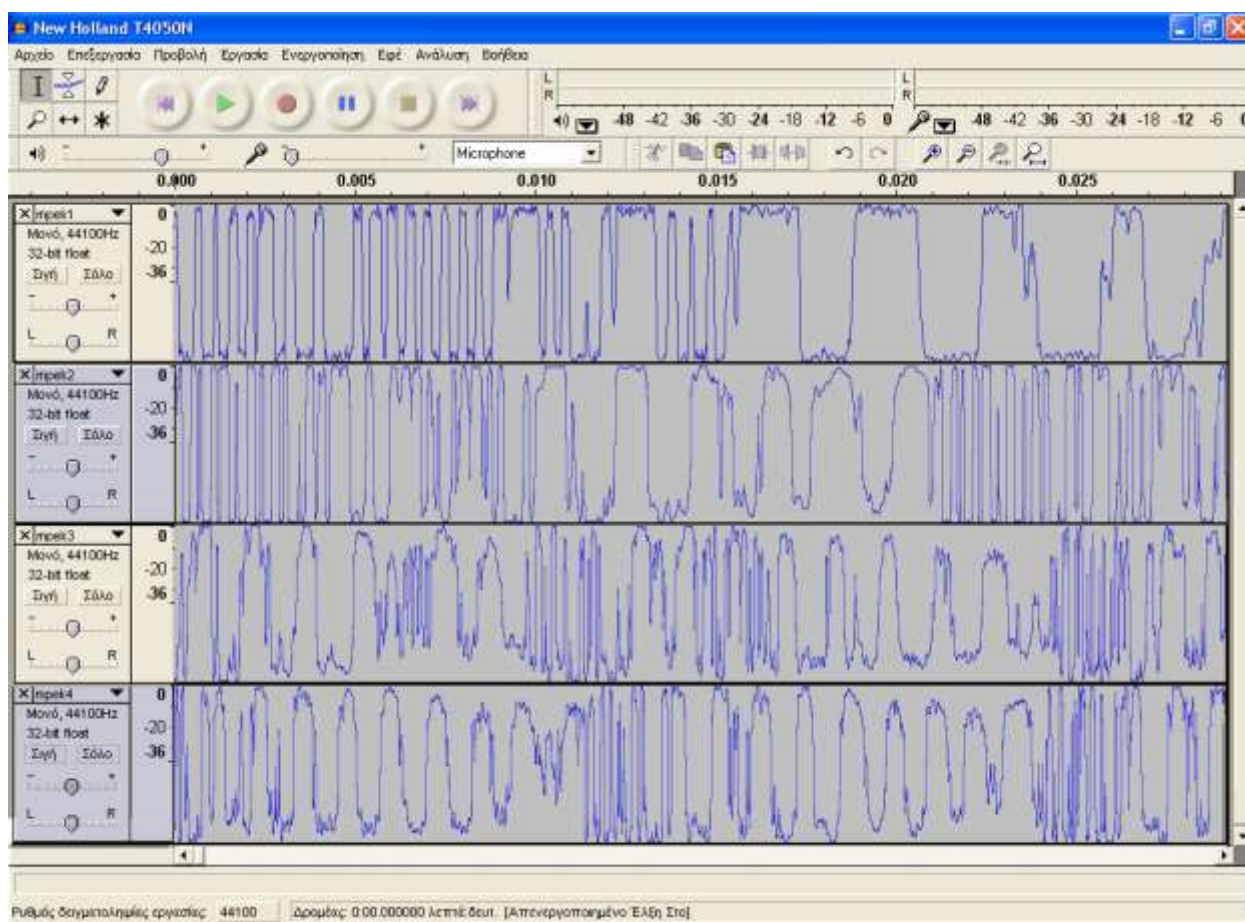 New Holland T4050N
Αρχείο Επεξεργασία Προβολή Εργασία Ενεργοποίηση Εφέ Ανάλυση Βοήθεια
L
R
-48 -42 -36 -30 -24 -18 -12 -6 0
L
R
-48 -42 -36 -30 -24 -18 -12 -6 0
- + - + Microphone
0.000 0.005 0.010 0.015 0.020 0.025
X mpek1 0
Μονό, 44100Hz
32-bit float -20
Σιγή Σόλο -36
- +
L R
X mpek2 0
Μονό, 44100Hz
32-bit float -20
Σιγή Σόλο -36
- +
L R
X mpek3 0
Μονό, 44100Hz
32-bit float -20
Σιγή Σόλο -36
- +
L R
X mpek4 0
Μονό, 44100Hz
32-bit float -20
Σιγή Σόλο -36
- +
L R
Ρυθμός δειγματοληψίας εργασίας: 44100 Δρομέας: 0:00.000000 λεπτά:δευτ. [Απενεργοποιημένο Έλξη Στο]